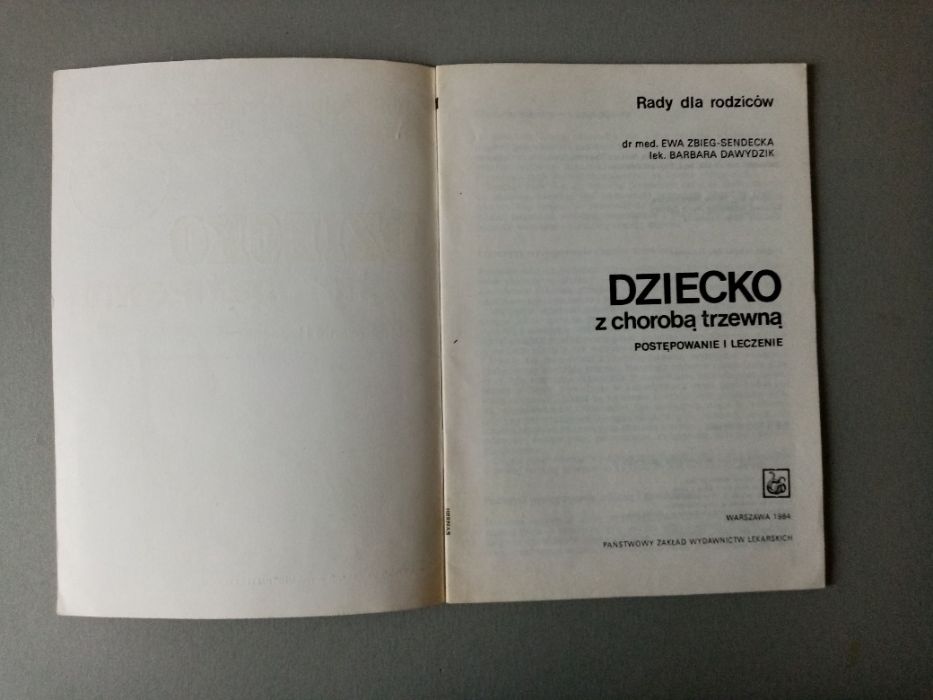 Rady dla rodziców
dr med. EWA ZBIEG-SENDECKA
lek. BARBARA DAWYDZIK
DZIECKO
z chorobą trzewną
POSTĘPOWANIE I LECZENIE
WARSZAWA 1984
PAŃSTWOWY ZAKŁAD WYDAWNICTW LEKARSKICH